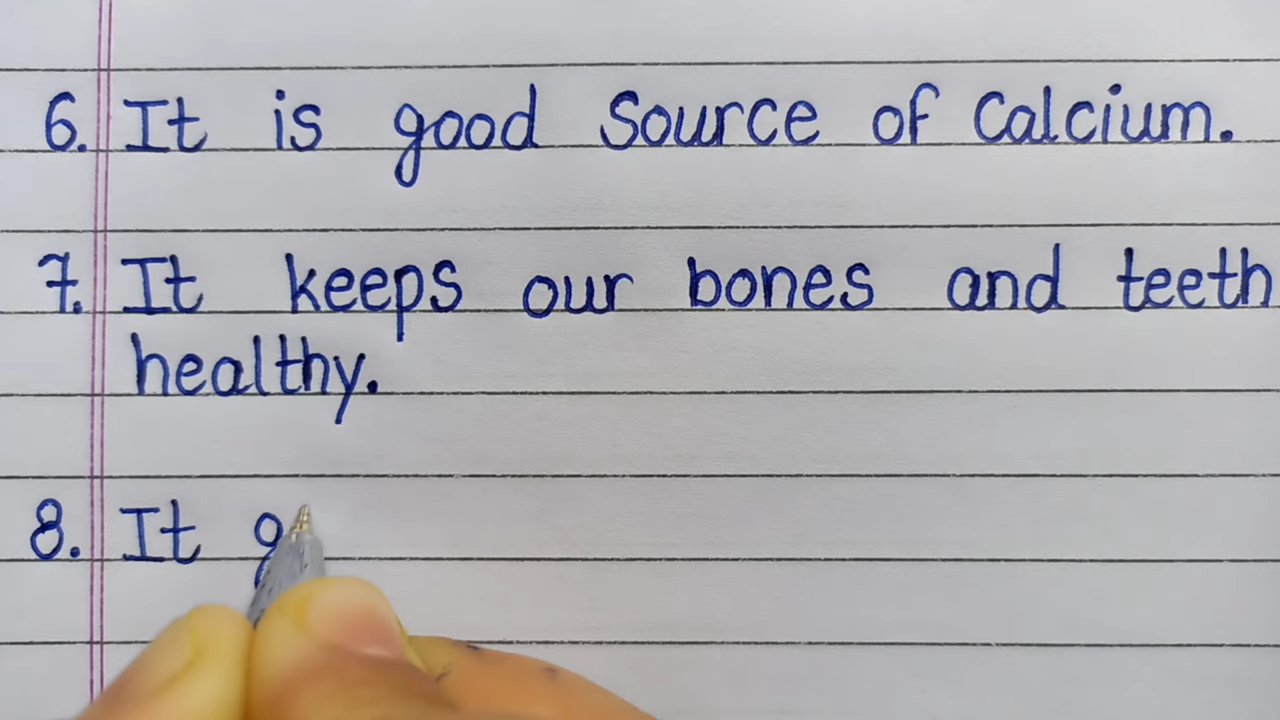 6. It is good Source of Calcium.
7. It keeps our bones and teeth
healthy.
8. It g